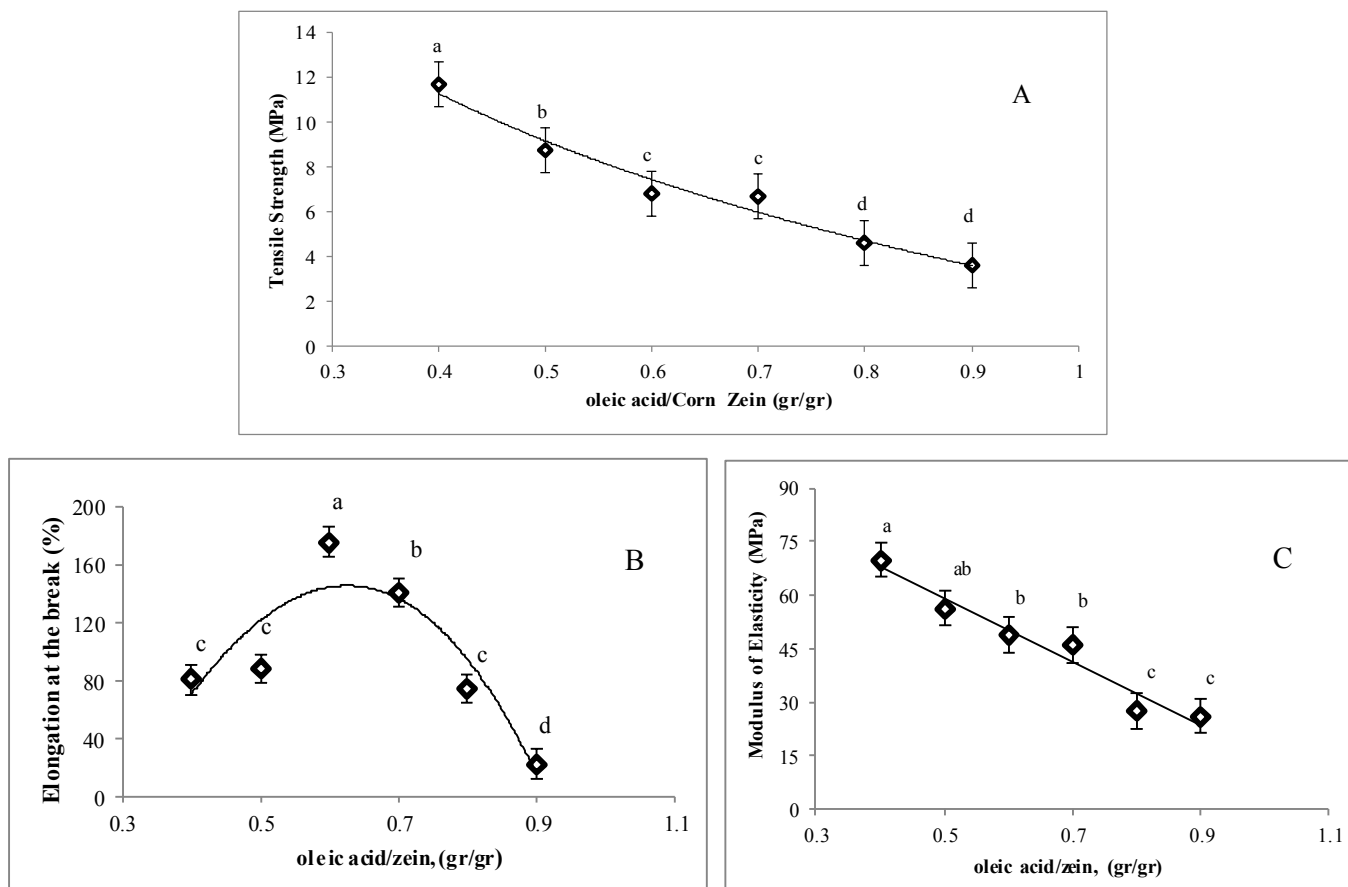 14
12
10
8
6
4
2
0
Tensile Strength (MPa)
a
b
c
c
d
d
A
0.3 0.4 0.5 0.6 0.7 0.8 0.9 1
oleic acid/Corn Zein (gr/gr)
200
160
120
80
40
0
Elongation at the break (%)
c
c
a
b
c
d
B
0.3 0.5 0.7 0.9 1.1
oleic acid/zein, (gr/gr)
90
75
60
45
30
15
0
Modulus of Elasticity (MPa)
a
ab
b
b
c
c
C
0.3 0.5 0.7 0.9 1.1
oleic acid/zein, (gr/gr)